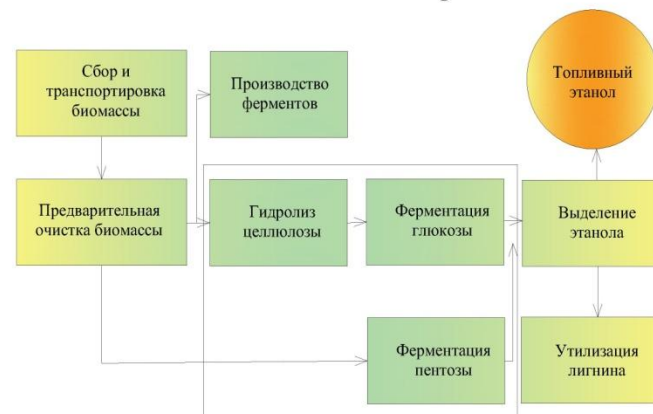 Сбор и
транспортировка
биомассы
Производство
ферментов
Топливный
этанол
Предварительная
очистка биомассы
Гидролиз
целлюлозы
Ферментация
глюкозы
Выделение
этанола
Ферментация
пентозы
Утилизация
лигнина